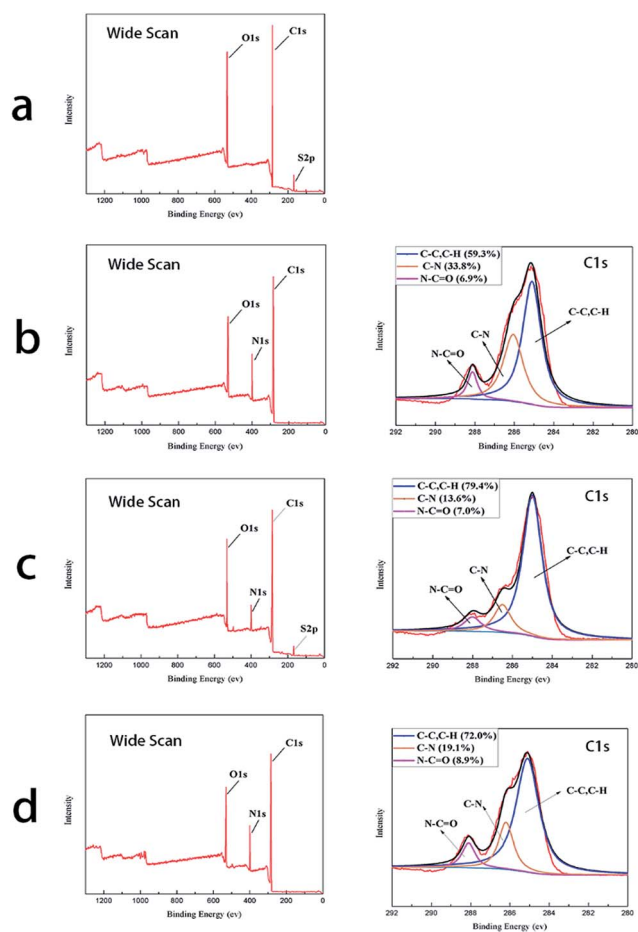 a
Wide Scan
O1s
C1s
S2p
Intensity
1200 1000 800 600 400 200 0
Binding Energy (ev)
b
Wide Scan
O1s
C1s
N1s
Intensity
1200 1000 800 600 400 200 0
Binding Energy (ev)
C-C,C-H (59.3%)
C-N (33.8%)
N-C=O (6.9%)
C1s
C-N
C-C,C-H
N-C=O
Intensity
292 290 288 286 284 282 280
Binding Energy (ev)
c
Wide Scan
O1s
C1s
N1s
S2p
Intensity
1200 1000 800 600 400 200 0
Binding Energy (ev)
C-C,C-H (79.4%)
C-N (13.6%)
N-C=O (7.0%)
C1s
C-N
N-C=O
C-C,C-H
Intensity
292 290 288 286 284 282 280
Binding Energy (ev)
d
Wide Scan
O1s
C1s
N1s
Intensity
1200 1000 800 600 400 200 0
Binding Energy (ev)
C-C,C-H (72.0%)
C-N (19.1%)
N-C=O (8.9%)
C1s
C-N
C-C,C-H
N-C=O
Intensity
292 290 288 286 284 282 280
Binding Energy (ev)